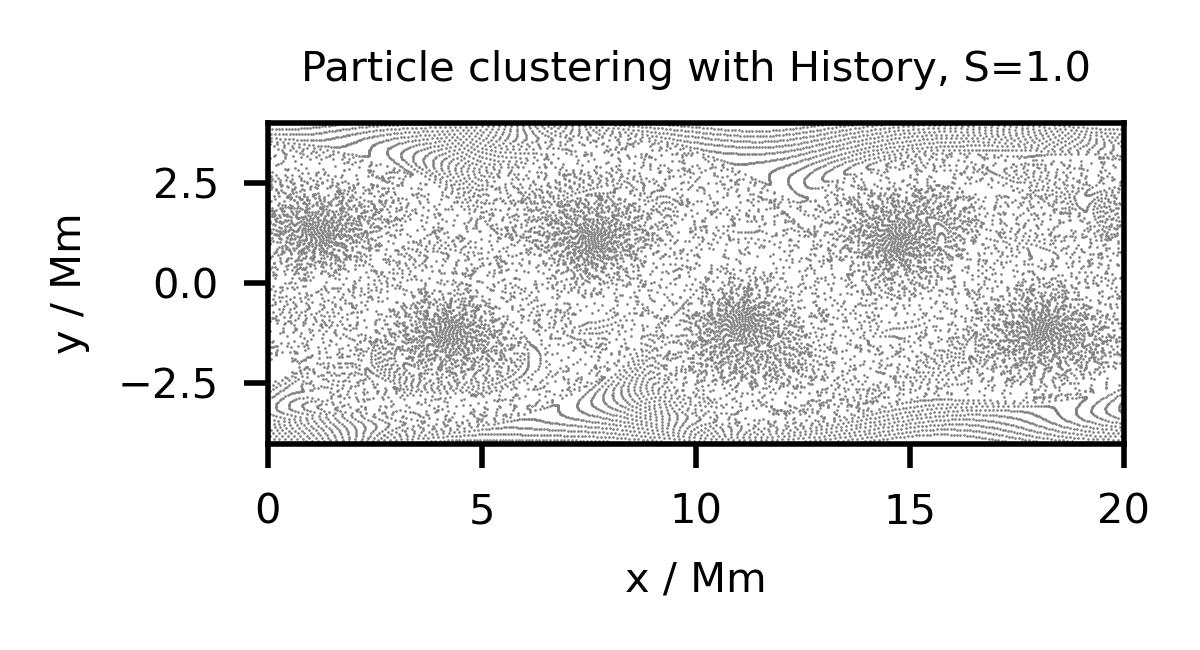 Particle clustering with History, S=1.0
2.5
0.0
−2.5
y / Mm
0 5 10 15 20
x / Mm